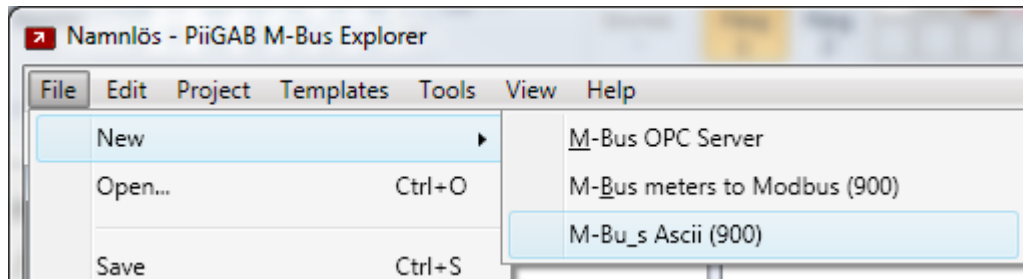 Namnlös - PiiGAB M-Bus Explorer
File Edit Project Templates Tools View Help
New
M-Bus OPC Server
Open... Ctrl+O
M-Bus meters to Modbus (900)
M-Bu_s Ascii (900)
Save Ctrl+S